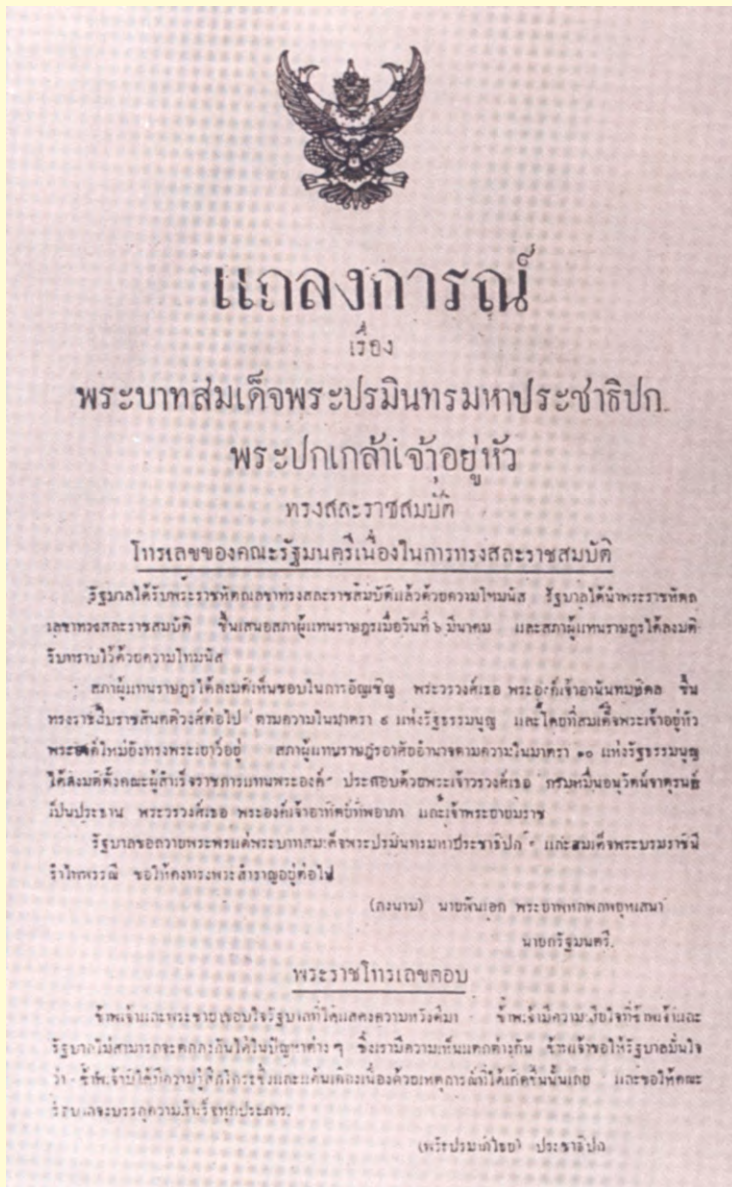 แถลงการณ์
เรื่อง
พระบาทสมเด็จพระปรมินทรมหาประชาธิปก
พระปกเกล้าเจ้าอยู่หัว
ทรงสละราชสมบัติ
โทรเลขของคณะรัฐมนตรีเนื่องในการทรงสละราชสมบัติ
รัฐบาลได้รับพระราชหัตถเลขาทรงสละราชสมบัติแล้วด้วยความโทมนัส รัฐบาลได้นำพระราชหัตถ
เลขาทรงสละราชสมบัติ ขึ้นเสนอสภาผู้แทนราษฎรเมื่อวันที่ ๖ มีนาคม และสภาผู้แทนราษฎรได้ลงมติ
รับทราบไว้ด้วยความโทมนัส
สภาผู้แทนราษฎรได้ลงมติเห็นชอบในการอัญเชิญ พระวรวงศ์เธอ พระองค์เจ้าอานันทมหิดล ขึ้น
ทรงราชย์สืบราชสันตติวงศ์ต่อไป ตามความในมาตรา ๙ แห่งรัฐธรรมนูญ และโดยที่สมเด็จพระเจ้าอยู่หัว
พระองค์ใหม่ยังทรงพระเยาว์อยู่ สภาผู้แทนราษฎรอาศัยอำนาจตามความในมาตรา ๑๐ แห่งรัฐธรรมนูญ
ได้ลงมติตั้งคณะผู้สำเร็จราชการแทนพระองค์ ประกอบด้วยพระเจ้าวรวงศ์เธอ กรมหมื่นอนุวัตน์จาตุรนต์
เป็นประธาน พระวรวงศ์เธอ พระองค์เจ้าอาทิตย์ทิพอาภา และเจ้าพระยายมราช
รัฐบาลขอถวายพระพรแด่พระบาทสมเด็จพระปรมินทรมหาประชาธิปก และสมเด็จพระบรมราชินี
รำไพพรรณี ขอให้คงทรงพระสำราญอยู่ต่อไป
(ลงนาม) นายพันเอก พระยาพหลพลพยุหเสนา
นายกรัฐมนตรี.
พระราชโทรเลขตอบ
ข้าพเจ้าและพระชายาขอบใจรัฐบาลที่ได้แสดงความหวังดีมา ข้าพเจ้ามีความเสียใจที่ข้าพเจ้าและ
รัฐบาลไม่สามารถจะตกลงกันได้ในปัญหาต่าง ๆ ซึ่งเรามีความเห็นแตกต่างกัน ข้าพเจ้าขอให้รัฐบาลมั่นใจ
ว่า ข้าพเจ้ามิได้มีความรู้สึกโกรธขึ้งและแค้นเคืองเนื่องด้วยเหตุการณ์ที่ได้เกิดขึ้นนั้นเลย และขอให้คณะ
รัฐบาลจงบรรลุความสำเร็จทุกประการ.
(พระปรมาภิไธย) ประชาธิปก